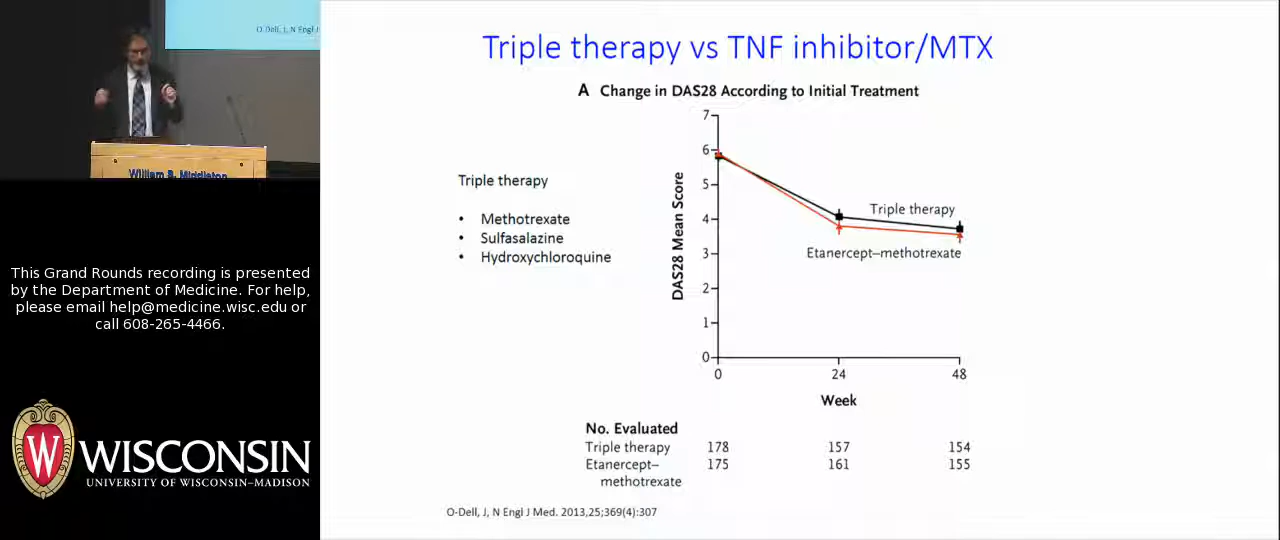 O-Dell, J, N Engl J
William S. Middleton
This Grand Rounds recording is presented
by the Department of Medicine. For help,
please email help@medicine.wisc.edu or
call 608-265-4466.
W
WISCONSIN
UNIVERSITY OF WISCONSIN–MADISON
Triple therapy vs TNF inhibitor/MTX
A Change in DAS28 According to Initial Treatment
Triple therapy
• Methotrexate
• Sulfasalazine
• Hydroxychloroquine
DAS28 Mean Score
7
6
5
4
3
2
1
0
Triple therapy
Etanercept–methotrexate
0 24 48
Week
No. Evaluated
Triple therapy 178 157 154
Etanercept– 175 161 155
methotrexate
O-Dell, J, N Engl J Med. 2013,25;369(4):307